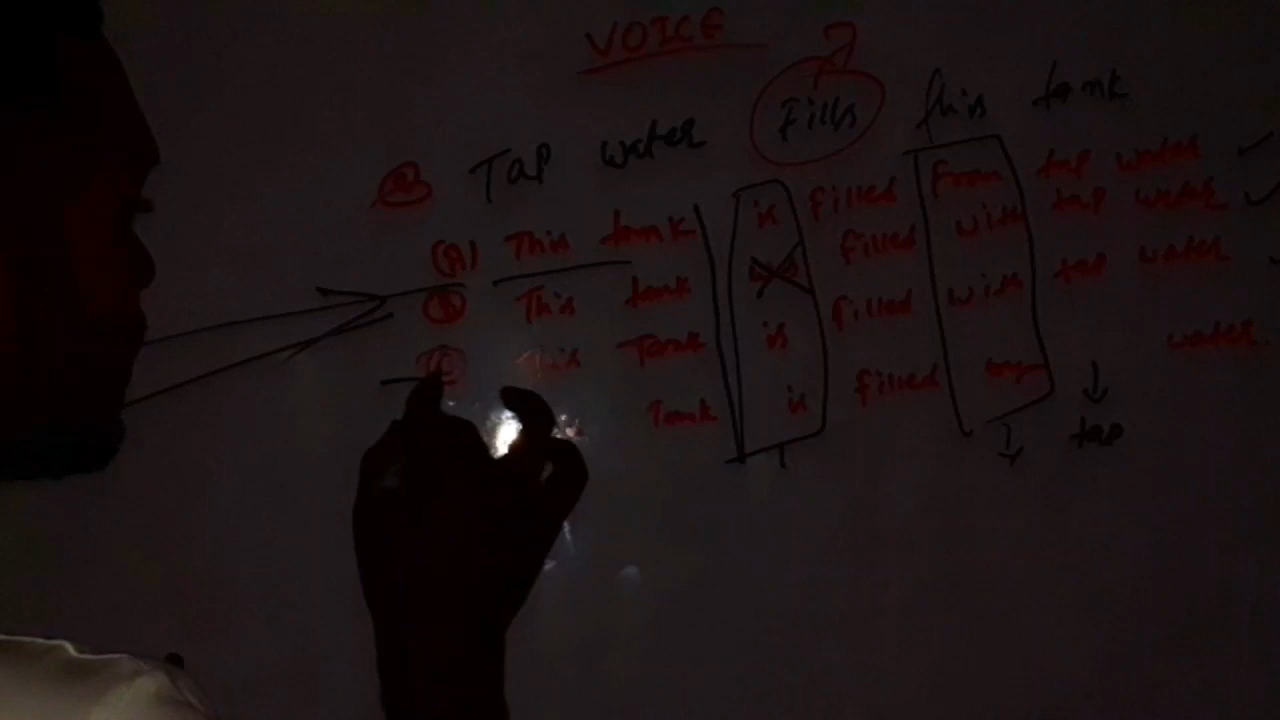 VOICE
Tap water Fills this tank
(A) This tank is filled from tap water
This tank filled with tap water
This Tank is filled with tap water
Tank is filled water.
tap